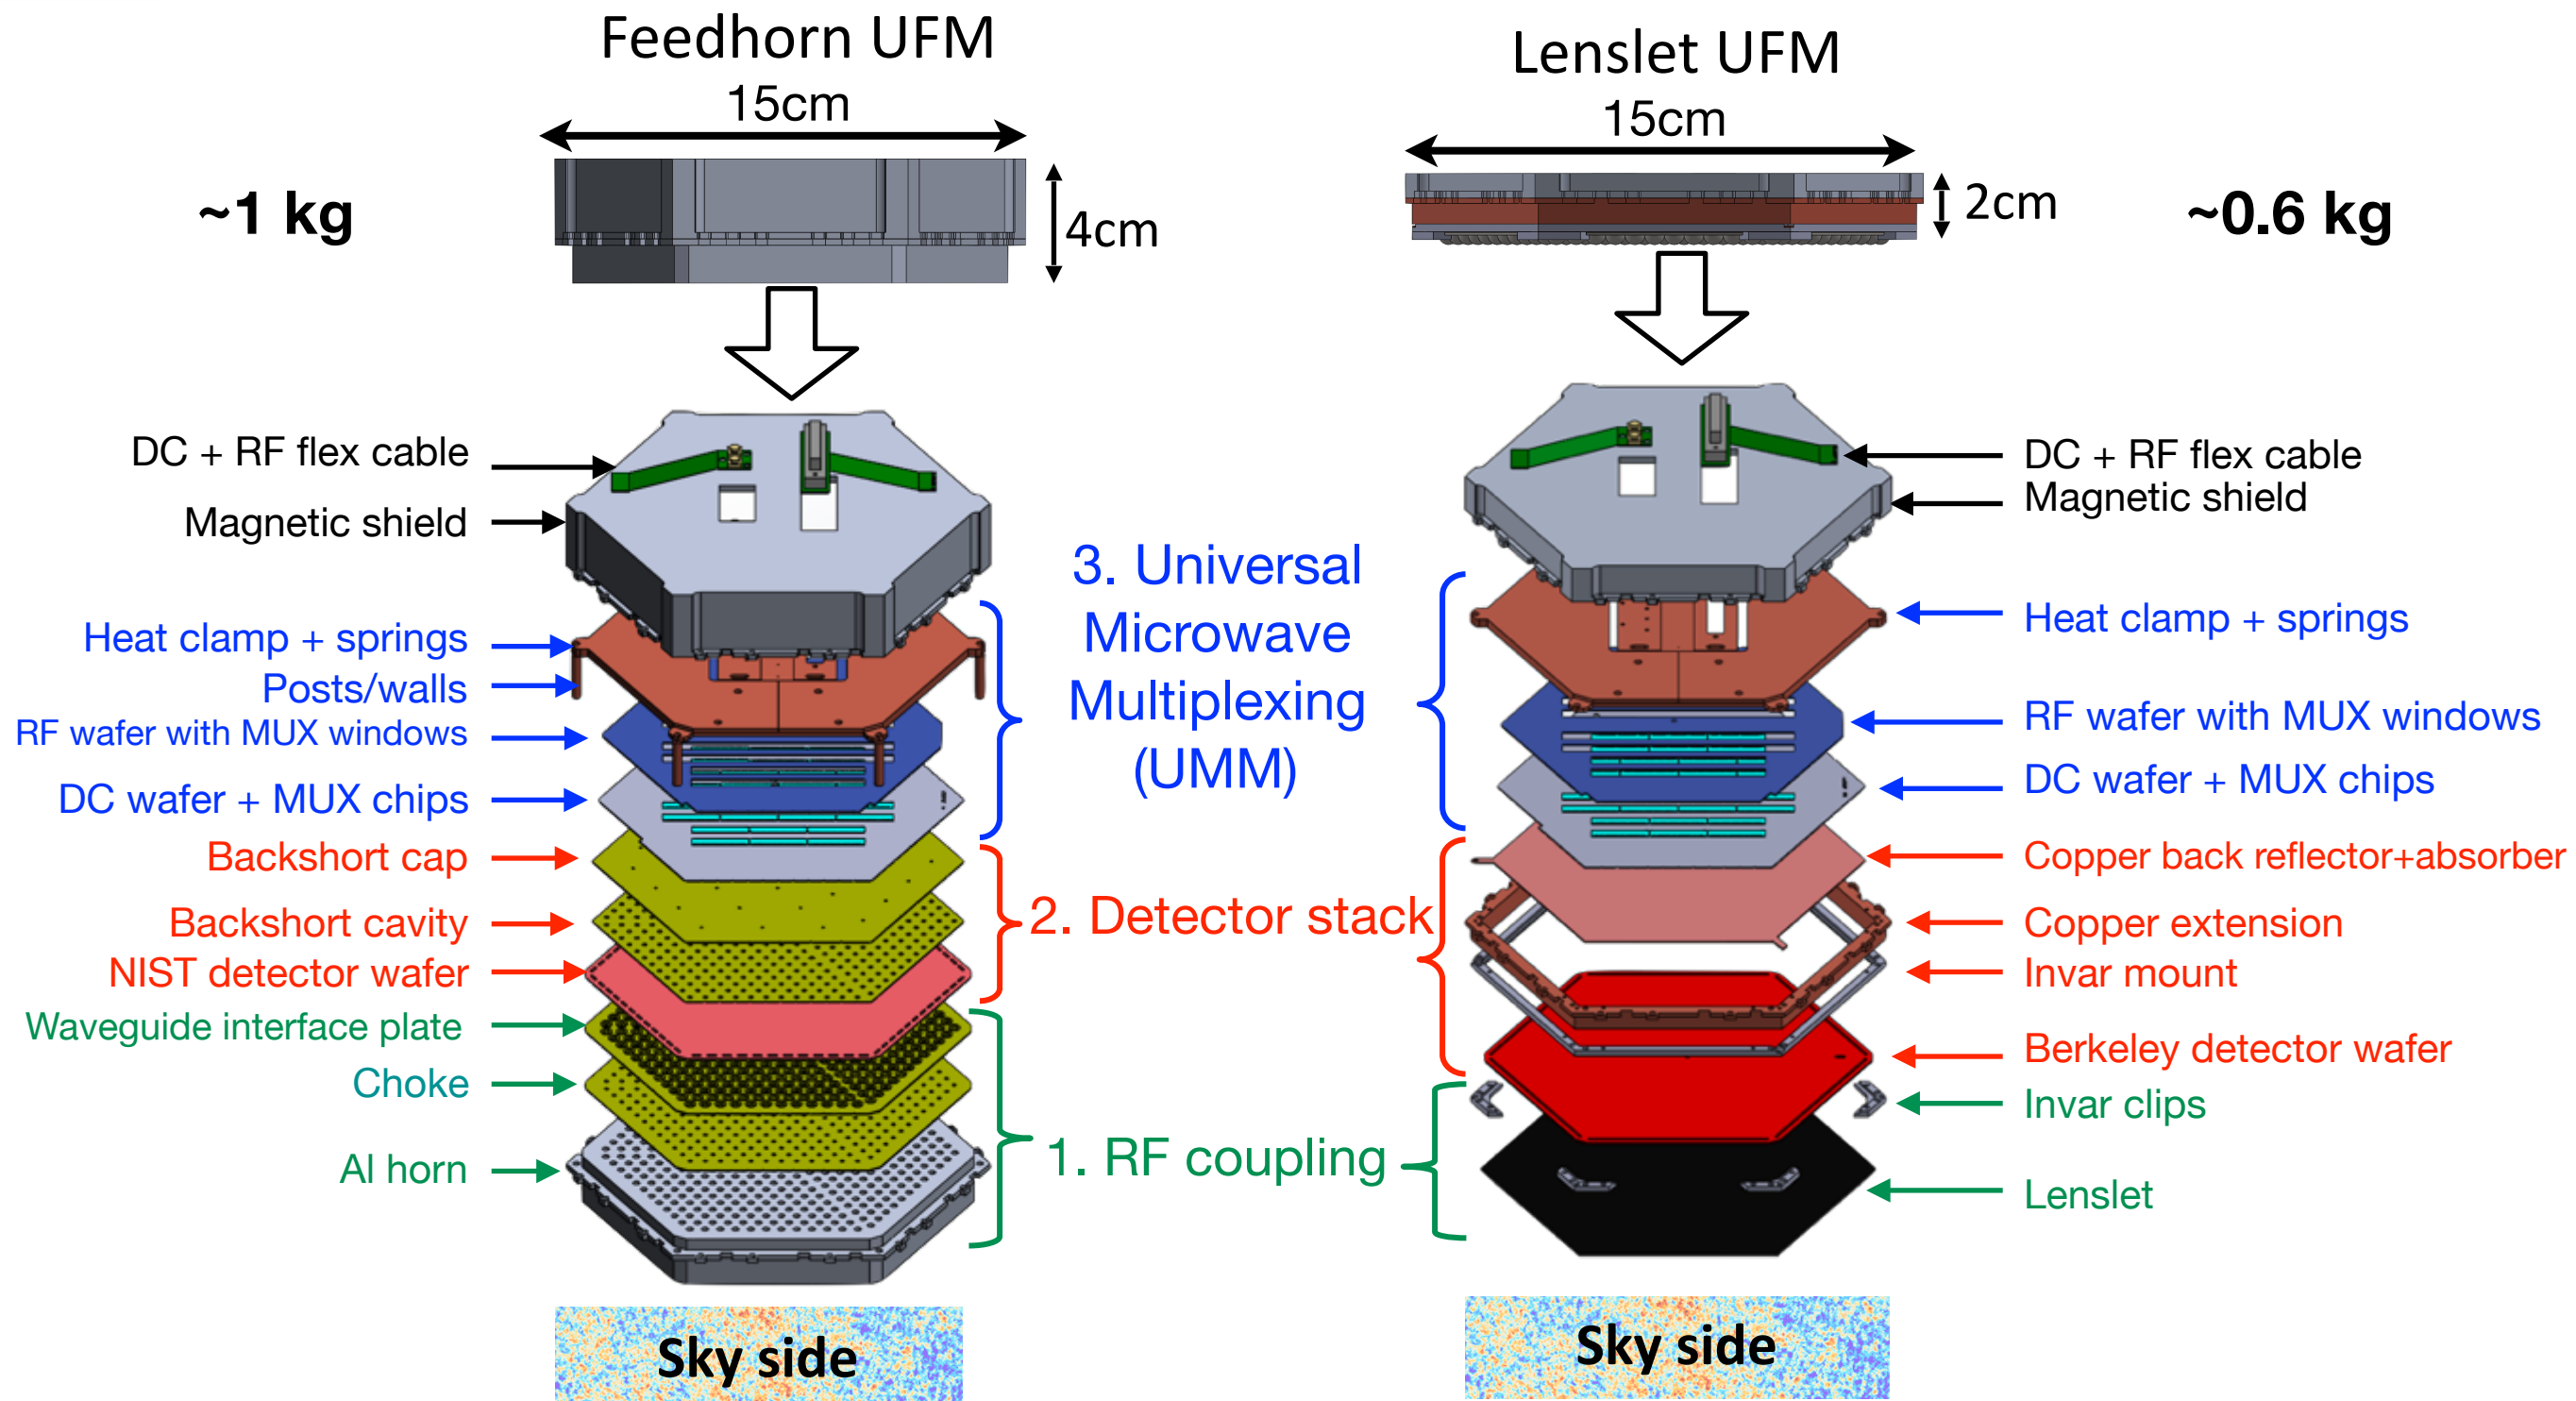 Feedhorn UFM
15cm
~1 kg
4cm
DC + RF flex cable
Magnetic shield
Heat clamp + springs
Posts/walls
RF wafer with MUX windows
DC wafer + MUX chips
Backshort cap
Backshort cavity
NIST detector wafer
Waveguide interface plate
Choke
Al horn
Sky side
3. Universal
Microwave
Multiplexing
(UMM)
2. Detector stack
1. RF coupling
Lenslet UFM
15cm
2cm
~0.6 kg
DC + RF flex cable
Magnetic shield
Heat clamp + springs
RF wafer with MUX windows
DC wafer + MUX chips
Copper back reflector+absorber
Copper extension
Invar mount
Berkeley detector wafer
Invar clips
Lenslet
Sky side